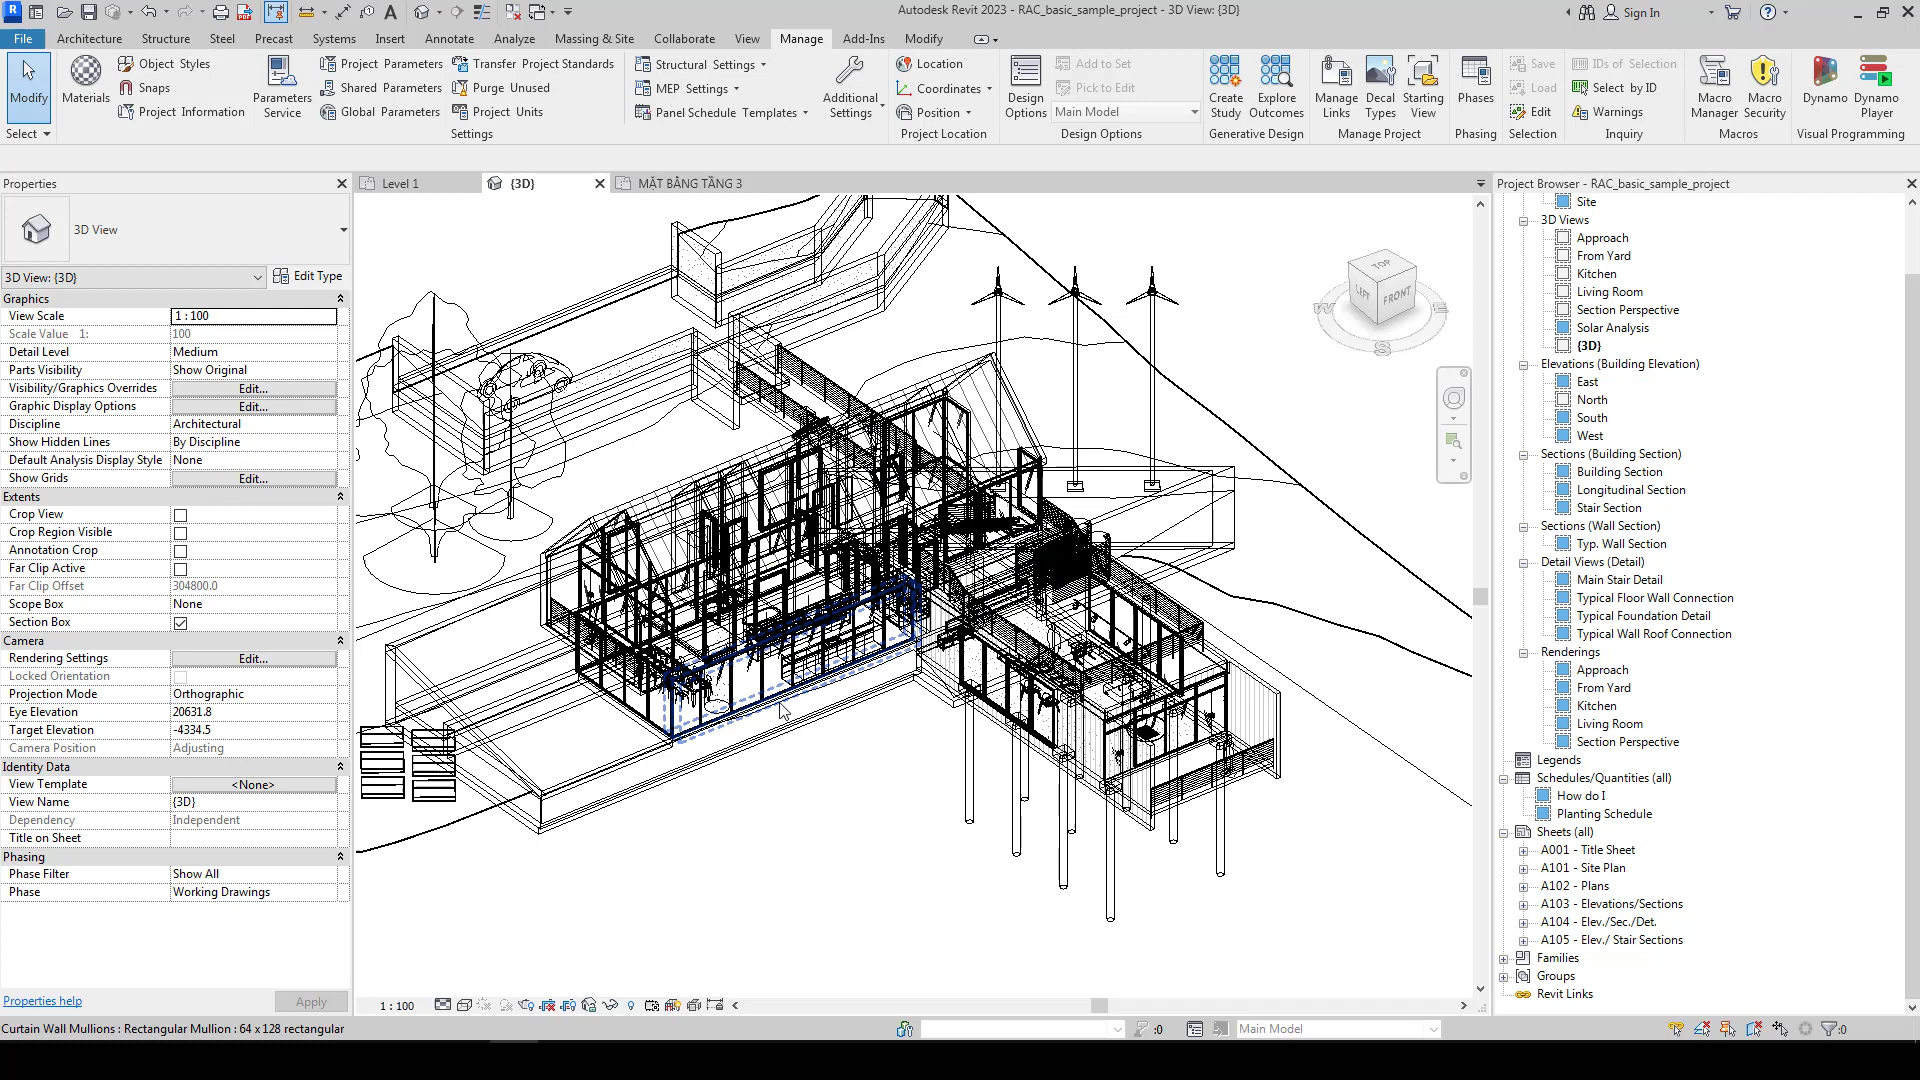 Autodesk Revit 2023 - RAC_basic_sample_project - 3D View: {3D}
Sign In
File Architecture Structure Steel Precast Systems Insert Annotate Analyze Massing & Site Collaborate View Manage Add-Ins Modify
Modify
Select
Materials
Object Styles
Snaps
Project Information
Parameters Service
Project Parameters
Shared Parameters
Global Parameters
Transfer Project Standards
Purge Unused
Project Units
Settings
Structural Settings
MEP Settings
Panel Schedule Templates
Additional Settings
Location
Coordinates
Position
Project Location
Design Options
Add to Set
Pick to Edit
Main Model
Design Options
Create Study
Explore Outcomes
Generative Design
Manage Links
Decal Types
Starting View
Manage Project
Phases
Phasing
Save
Load
Edit
Selection
IDs of Selection
Select by ID
Warnings
Inquiry
Macro Manager
Macro Security
Macros
Dynamo
Dynamo Player
Visual Programming
Properties
3D View
3D View: {3D} Edit Type
Graphics
View Scale 1 : 100
Scale Value 1: 100
Detail Level Medium
Parts Visibility Show Original
Visibility/Graphics Overrides Edit...
Graphic Display Options Edit...
Discipline Architectural
Show Hidden Lines By Discipline
Default Analysis Display Style None
Show Grids Edit...
Extents
Crop View
Crop Region Visible
Annotation Crop
Far Clip Active
Far Clip Offset 304800.0
Scope Box None
Section Box
Camera
Rendering Settings Edit...
Locked Orientation
Projection Mode Orthographic
Eye Elevation 20631.8
Target Elevation -4334.5
Camera Position Adjusting
Identity Data
View Template <None>
View Name {3D}
Dependency Independent
Title on Sheet
Phasing
Phase Filter Show All
Phase Working Drawings
Properties help Apply
Level 1 {3D} MẶT BẰNG TẦNG 3
TOP
LEFT FRONT
W E
S
1 : 100
Project Browser - RAC_basic_sample_project
Site
3D Views
Approach
From Yard
Kitchen
Living Room
Section Perspective
Solar Analysis
{3D}
Elevations (Building Elevation)
East
North
South
West
Sections (Building Section)
Building Section
Longitudinal Section
Stair Section
Sections (Wall Section)
Typ. Wall Section
Detail Views (Detail)
Main Stair Detail
Typical Floor Wall Connection
Typical Foundation Detail
Typical Wall Roof Connection
Renderings
Approach
From Yard
Kitchen
Living Room
Section Perspective
Legends
Schedules/Quantities (all)
How do I
Planting Schedule
Sheets (all)
A001 - Title Sheet
A101 - Site Plan
A102 - Plans
A103 - Elevations/Sections
A104 - Elev./Sec./Det.
A105 - Elev./ Stair Sections
Families
Groups
Revit Links
Curtain Wall Mullions : Rectangular Mullion : 64 x 128 rectangular
:0
Main Model
:0